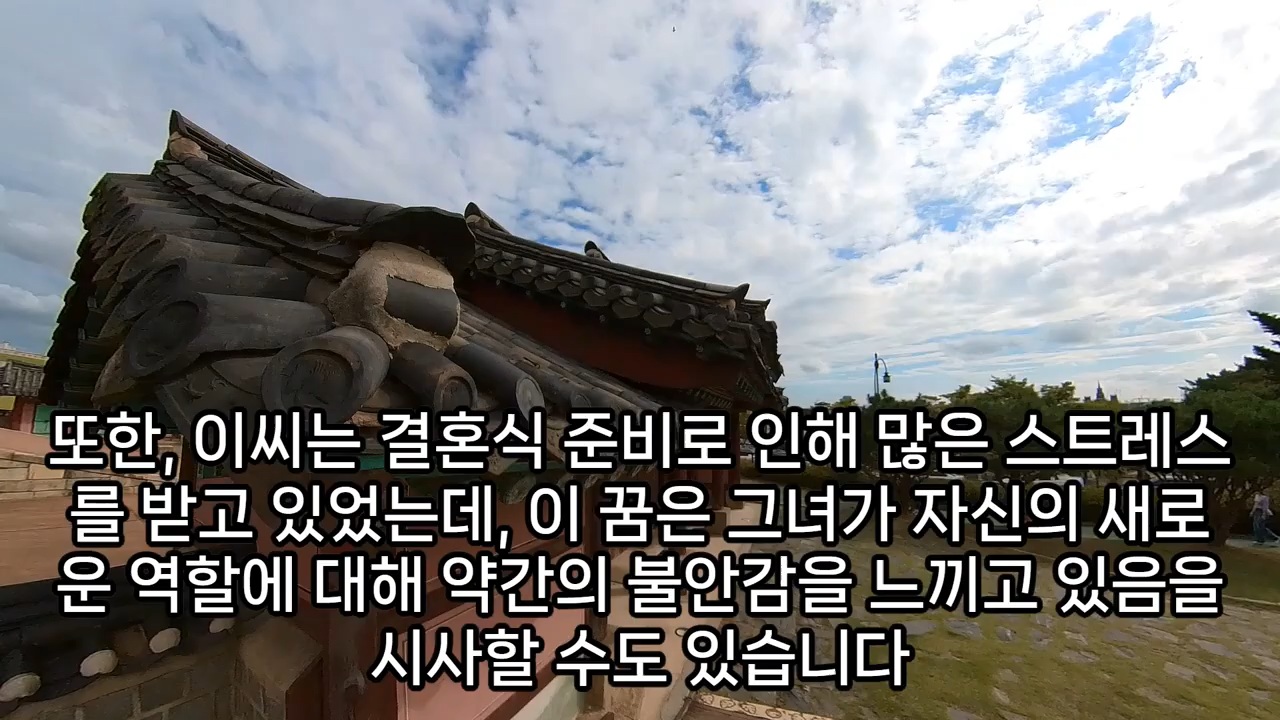 또한, 이씨는 결혼식 준비로 인해 많은 스트레스
를 받고 있었는데, 이 꿈은 그녀가 자신의 새로
운 역할에 대해 약간의 불안감을 느끼고 있음을
시사할 수도 있습니다